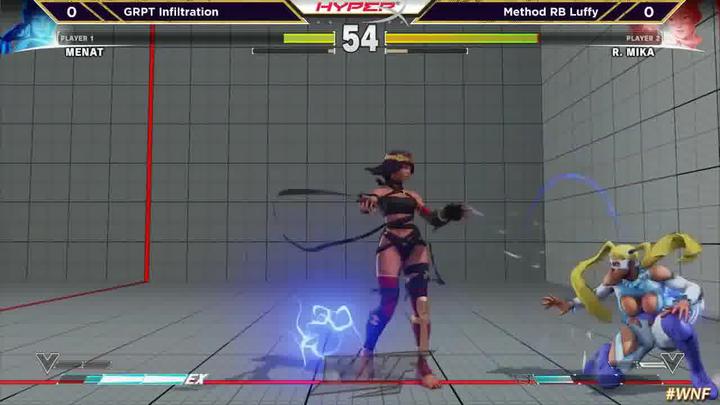 0 GRPT Infiltration HYPER Method RB Luffy 0
PLAYER 1 54 PLAYER 2
MENAT R. MIKA
V V
EX
#WNF